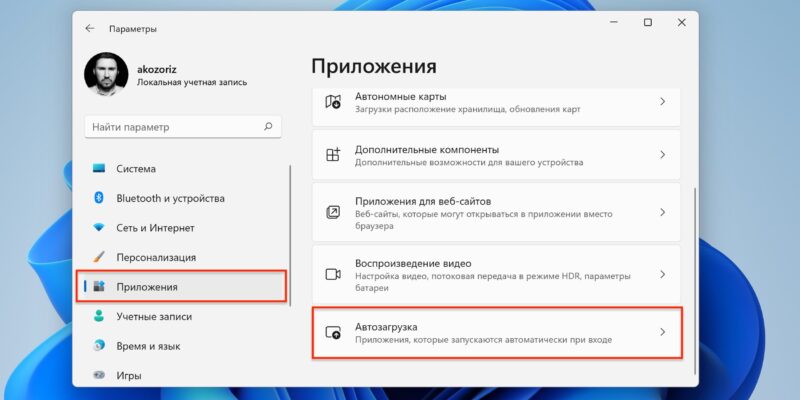 Параметры
akozoriz
Локальная учетная запись
Найти параметр
Система
Bluetooth и устройства
Сеть и Интернет
Персонализация
Приложения
Учетные записи
Время и язык
Игры
Приложения
Автономные карты
Загрузки расположение хранилища, обновления карт
Дополнительные компоненты
Дополнительные возможности для вашего устройства
Приложения для веб-сайтов
Веб-сайты, которые могут открываться в приложении вместо
браузера
Воспроизведение видео
Настройка видео, потоковая передача в режиме HDR, параметры
батареи
Автозагрузка
Приложения, которые запускаются автоматически при входе